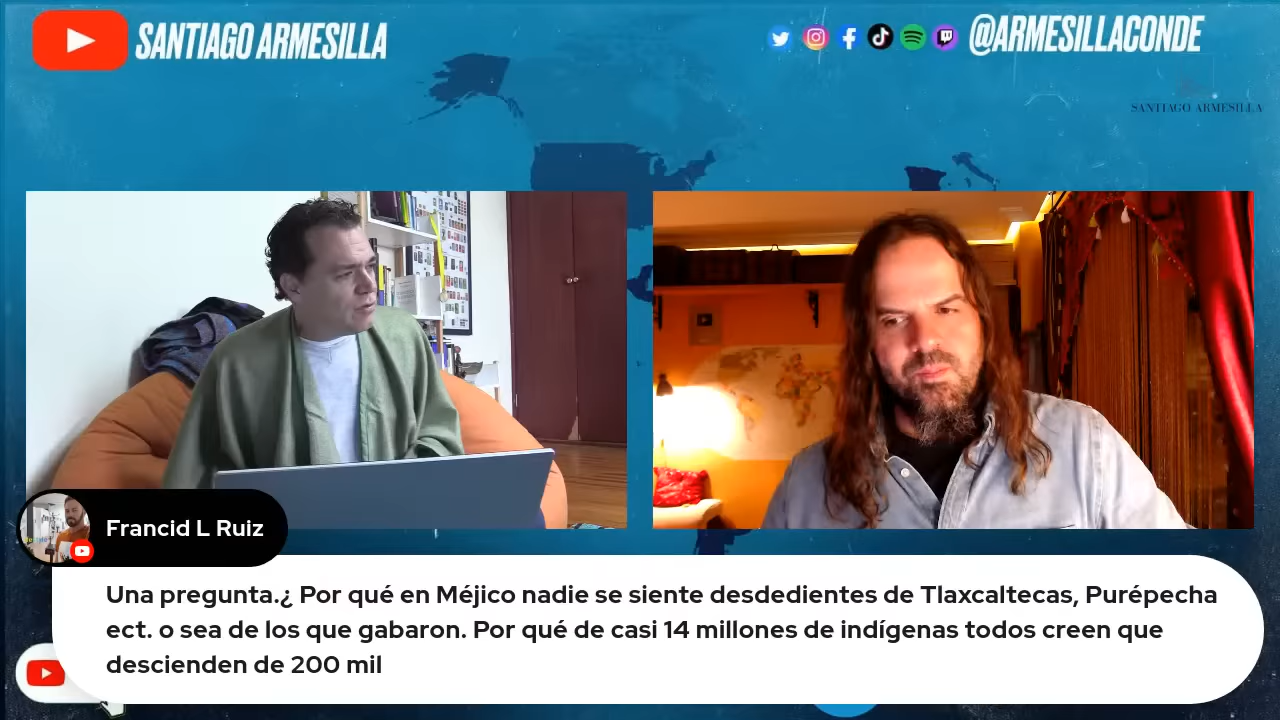 SANTIAGO ARMESILLA
@ARMESILLACONDE
SANTIAGO ARMESILLA
Francid L Ruiz
Una pregunta.¿ Por qué en Méjico nadie se siente desdedientes de Tlaxcaltecas, Purépecha
ect. o sea de los que gabaron. Por qué de casi 14 millones de indígenas todos creen que
descienden de 200 mil